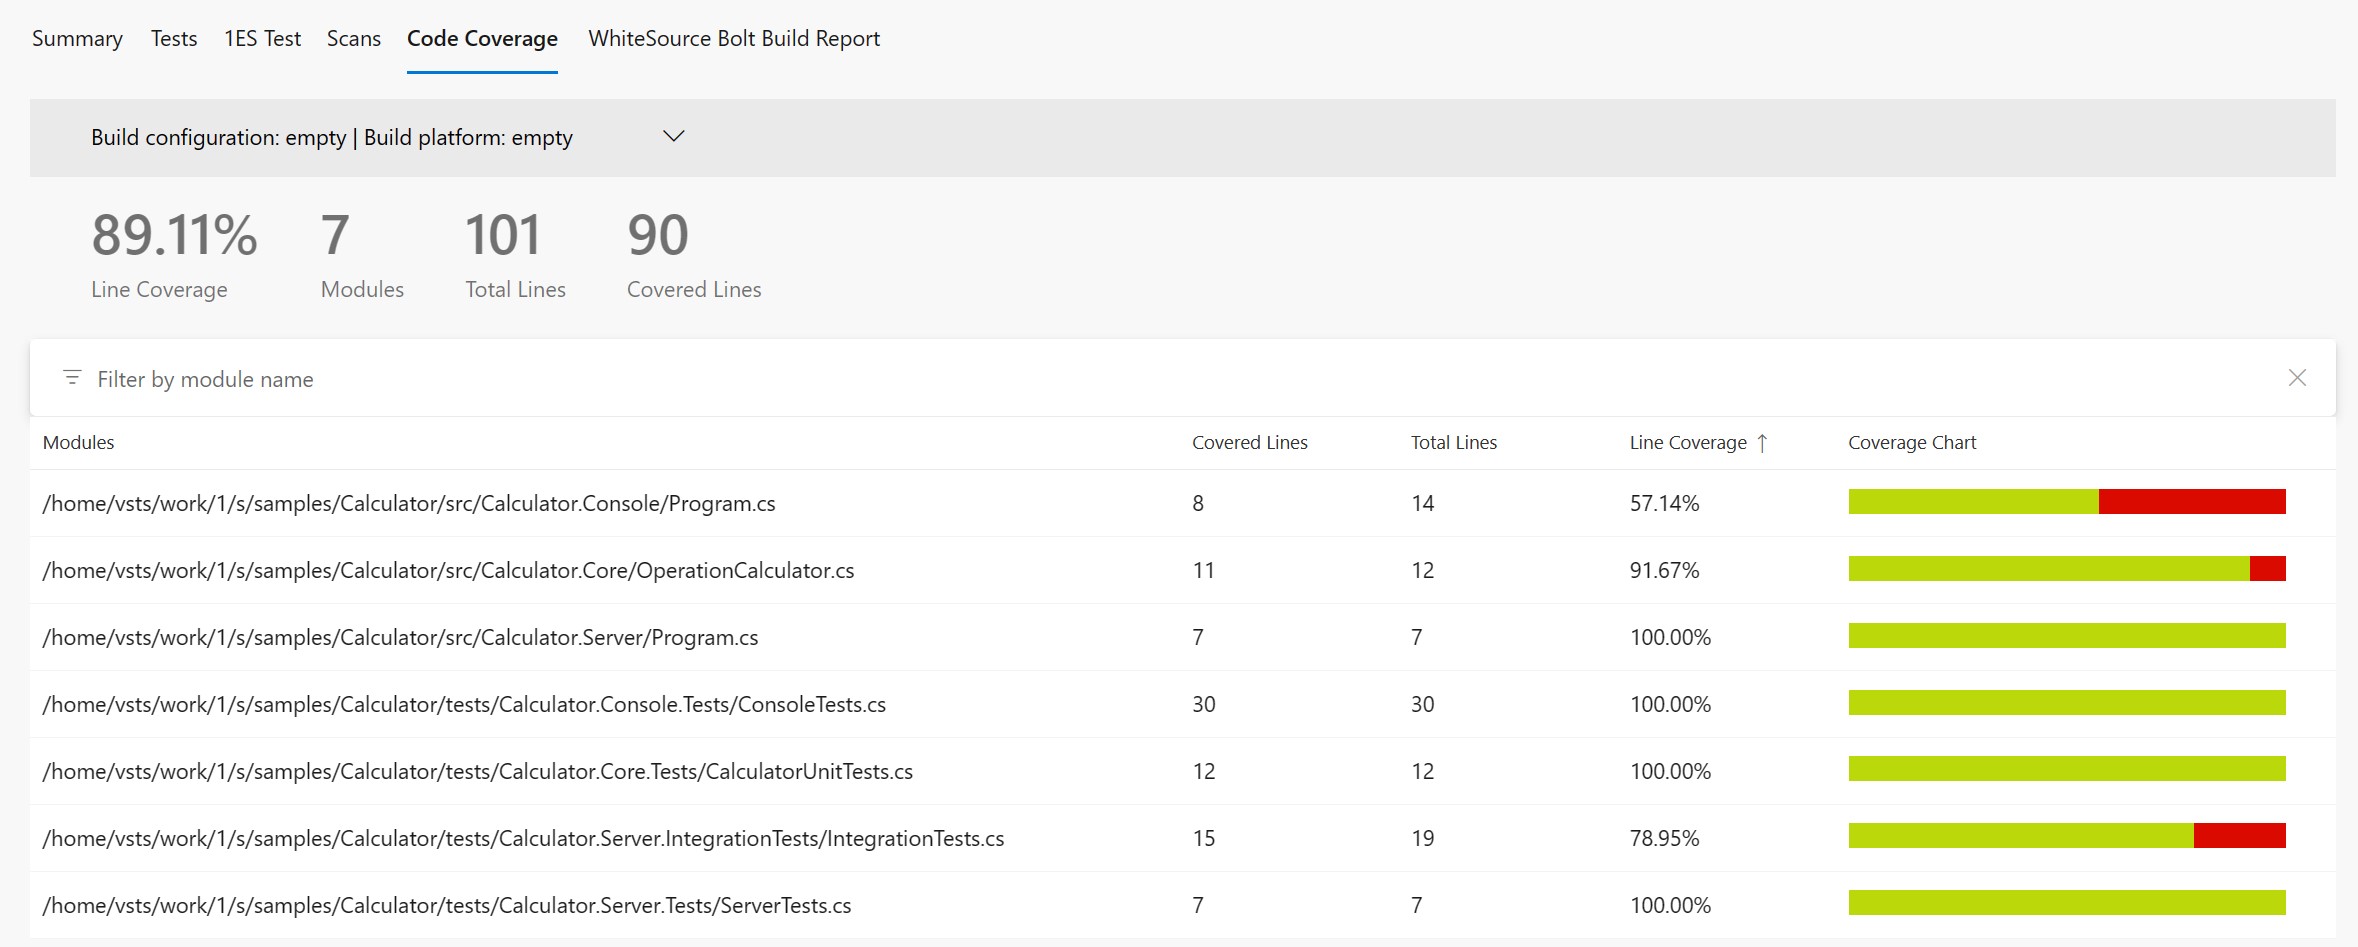 Summary Tests 1ES Test Scans Code Coverage WhiteSource Bolt Build Report
Build configuration: empty | Build platform: empty
89.11% 7 101 90
Line Coverage Modules Total Lines Covered Lines
Filter by module name
Modules Covered Lines Total Lines Line Coverage ↑ Coverage Chart
/home/vsts/work/1/s/samples/Calculator/src/Calculator.Console/Program.cs 8 14 57.14%
/home/vsts/work/1/s/samples/Calculator/src/Calculator.Core/OperationCalculator.cs 11 12 91.67%
/home/vsts/work/1/s/samples/Calculator/src/Calculator.Server/Program.cs 7 7 100.00%
/home/vsts/work/1/s/samples/Calculator/tests/Calculator.Console.Tests/ConsoleTests.cs 30 30 100.00%
/home/vsts/work/1/s/samples/Calculator/tests/Calculator.Core.Tests/CalculatorUnitTests.cs 12 12 100.00%
/home/vsts/work/1/s/samples/Calculator/tests/Calculator.Server.IntegrationTests/IntegrationTests.cs 15 19 78.95%
/home/vsts/work/1/s/samples/Calculator/tests/Calculator.Server.Tests/ServerTests.cs 7 7 100.00%